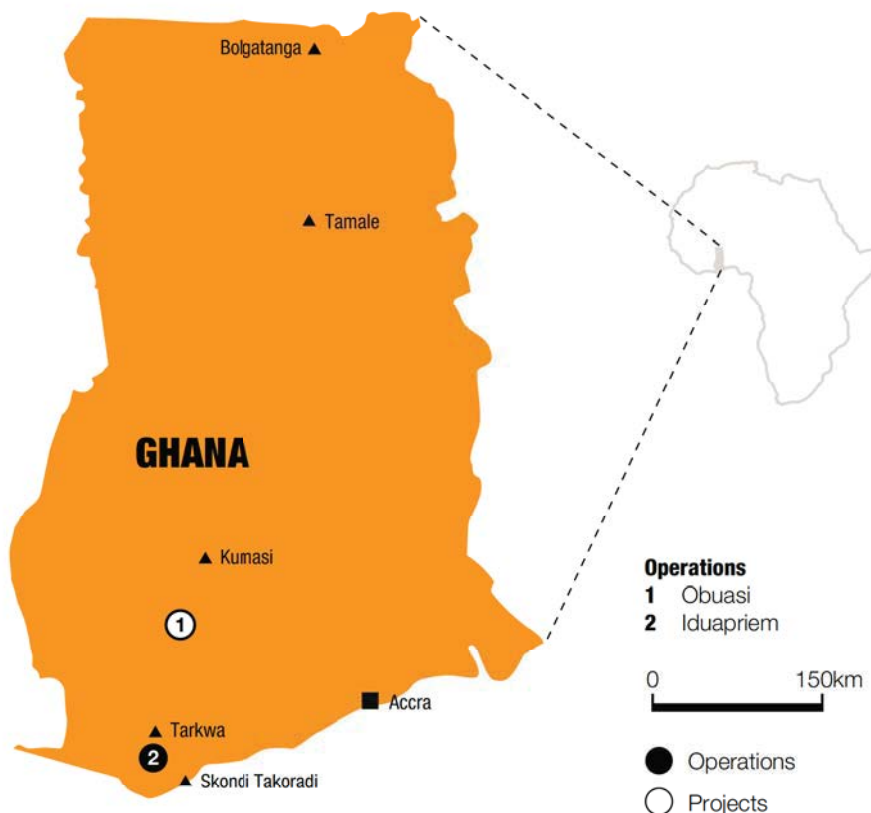 Bolgatanga
Tamale
GHANA
Kumasi
1
Accra
Tarkwa
2
Skondi Takoradi
Operations
1 Obuasi
2 Iduapriem
0 150km
Operations
Projects